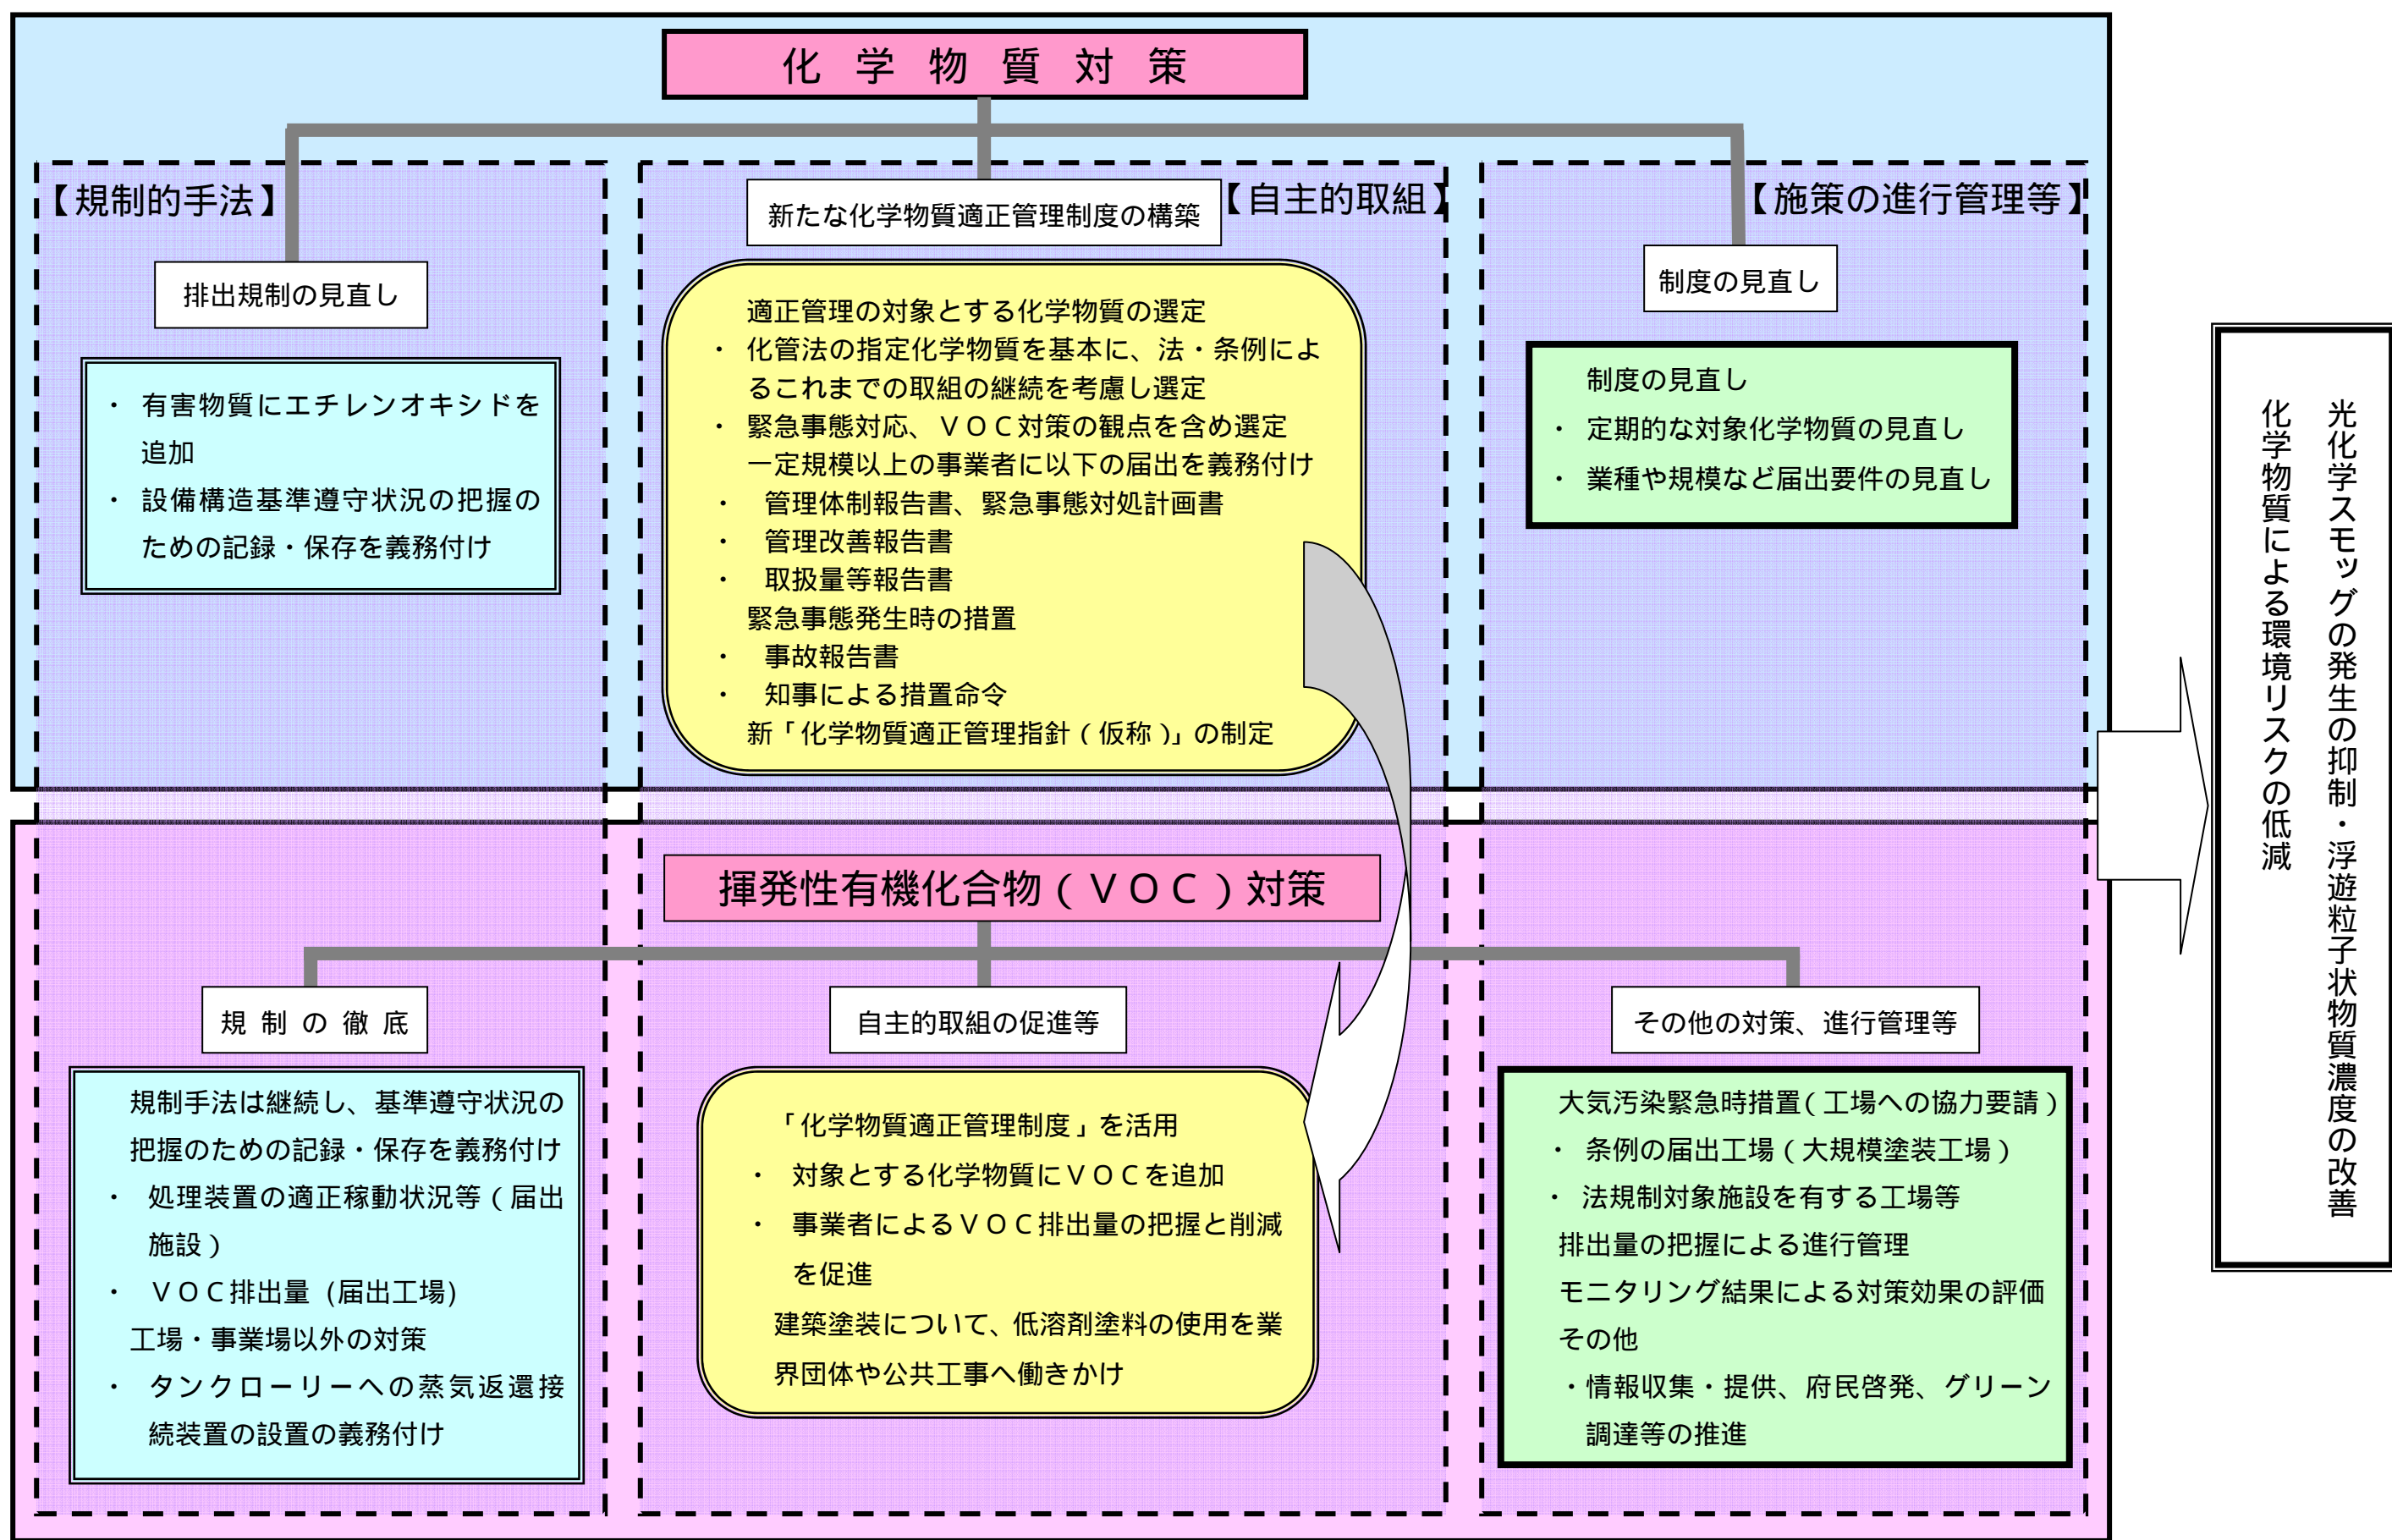 化学物質対策
【規制的手法】
排出規制の見直し
・ 有害物質にエチレンオキシドを
追加
・ 設備構造基準遵守状況の把握の
ための記録・保存を義務付け
【自主的取組】
新たな化学物質適正管理制度の構築
適正管理の対象とする化学物質の選定
・ 化管法の指定化学物質を基本に、法・条例によ
るこれまでの取組の継続を考慮し選定
・ 緊急事態対応、ＶＯＣ対策の観点を含め選定
一定規模以上の事業者に以下の届出を義務付け
・ 管理体制報告書、緊急事態対処計画書
・ 管理改善報告書
・ 取扱量等報告書
緊急事態発生時の措置
・ 事故報告書
・ 知事による措置命令
新「化学物質適正管理指針（仮称）」の制定
【施策の進行管理等】
制度の見直し
制度の見直し
・ 定期的な対象化学物質の見直し
・ 業種や規模など届出要件の見直し
揮発性有機化合物（ＶＯＣ）対策
規制の徹底
規制手法は継続し、基準遵守状況の
把握のための記録・保存を義務付け
・ 処理装置の適正稼動状況等（届出
施設）
・ ＶＯＣ排出量 (届出工場)
工場・事業場以外の対策
・ タンクローリーへの蒸気返還接
続装置の設置の義務付け
自主的取組の促進等
「化学物質適正管理制度」を活用
・ 対象とする化学物質にＶＯＣを追加
・ 事業者によるＶＯＣ排出量の把握と削減
を促進
建築塗装について、低溶剤塗料の使用を業
界団体や公共工事へ働きかけ
その他の対策、進行管理等
大気汚染緊急時措置（工場への協力要請）
・ 条例の届出工場（大規模塗装工場）
・ 法規制対象施設を有する工場等
排出量の把握による進行管理
モニタリング結果による対策効果の評価
その他
・情報収集・提供、府民啓発、グリーン
調達等の推進
光化学スモッグの発生の抑制・浮遊粒子状物質濃度の改善
化学物質による環境リスクの低減